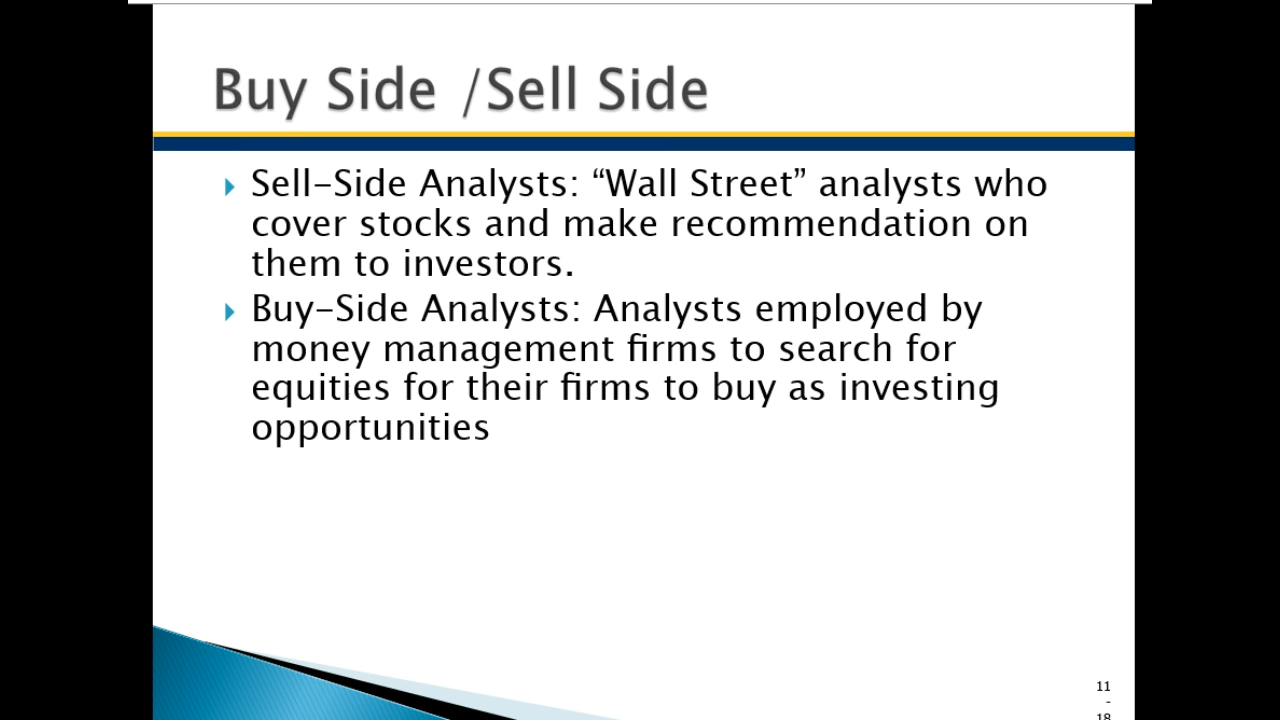 Buy Side /Sell Side
Sell-Side Analysts: “Wall Street” analysts who
cover stocks and make recommendation on
them to investors.
Buy-Side Analysts: Analysts employed by
money management firms to search for
equities for their firms to buy as investing
opportunities
11
-
18